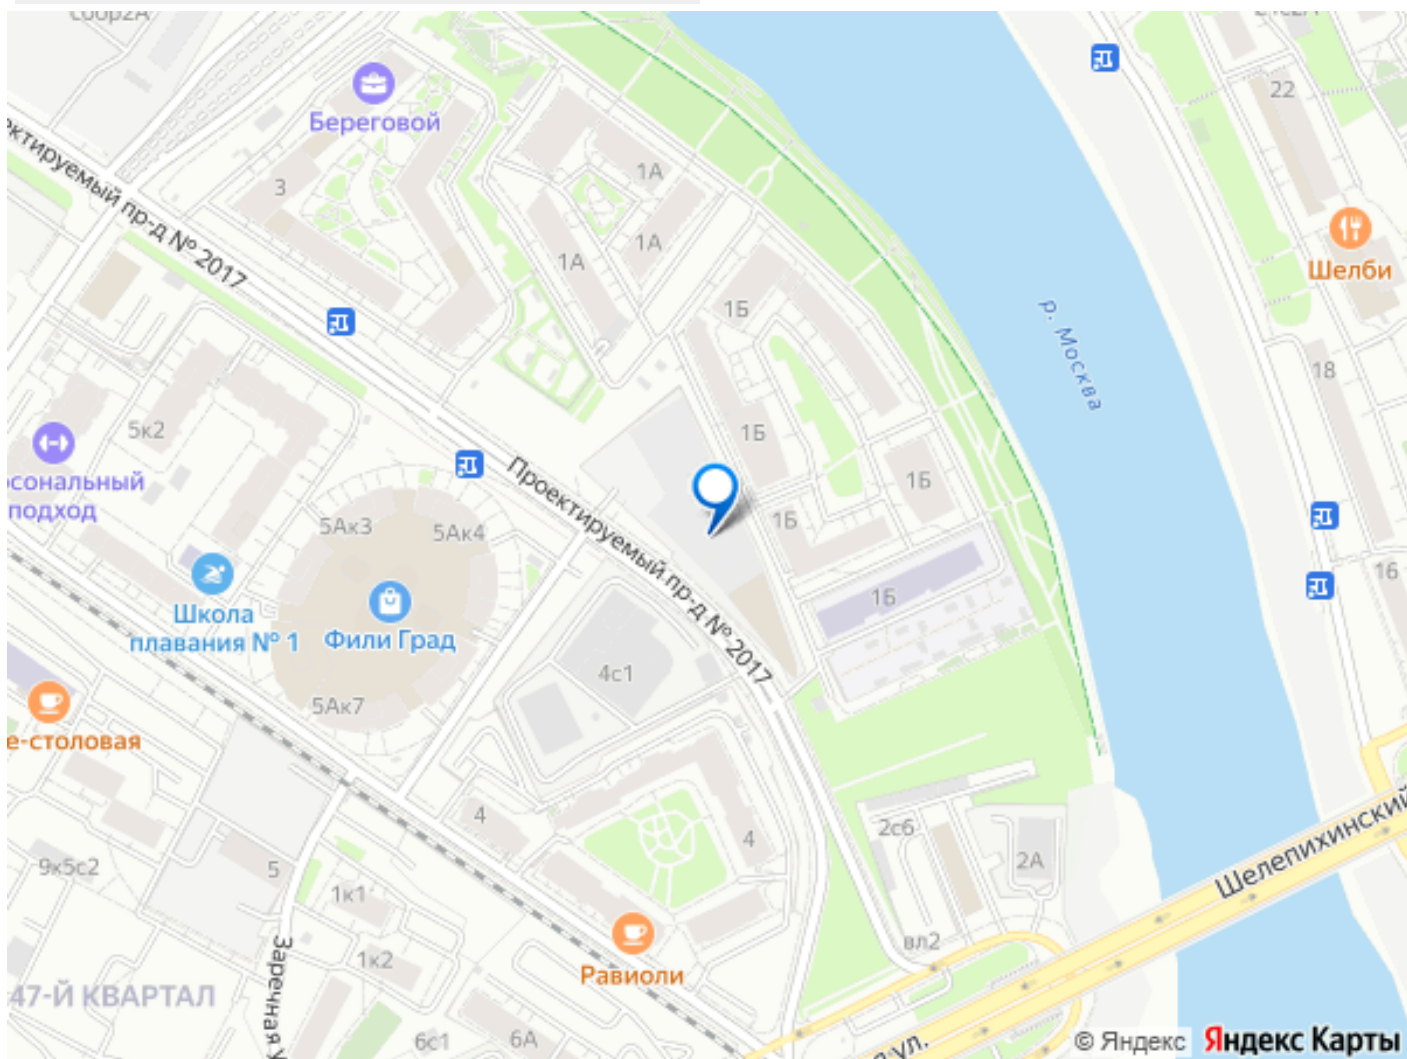 22
Береговой
1А
3
1А
1А
Проектируемый пр-д № 2017
Шелби
1Б
р. Москва
18
5к2
1Б
1Б
Персональный
подход
5Ак3
5Ак4
1Б
Проектируемый пр-д № 2017
16
Школа
плавания № 1
Фили Град
1Б
4с1
5Ак7
е-столовая
4
4
2с6
2А
Шелепихинский
9к5с2
5
1к1
Равиоли
вл2
1к2
Заречная у
47-Й КВАРТАЛ
6с1
6А
ул.
© Яндекс
Яндекс Карты